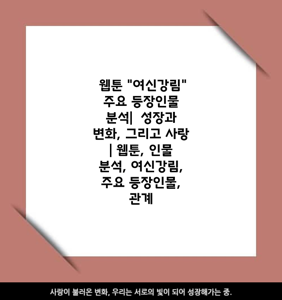 웹툰 "여신강림"
주요 등장인물
분석| 성장과
변화, 그리고 사랑
| 웹툰, 인물
분석, 여신강림,
주요 등장인물,
관계
사랑이 불러온 변화, 우리는 서로의 빛이 되어 성장해가는 중.